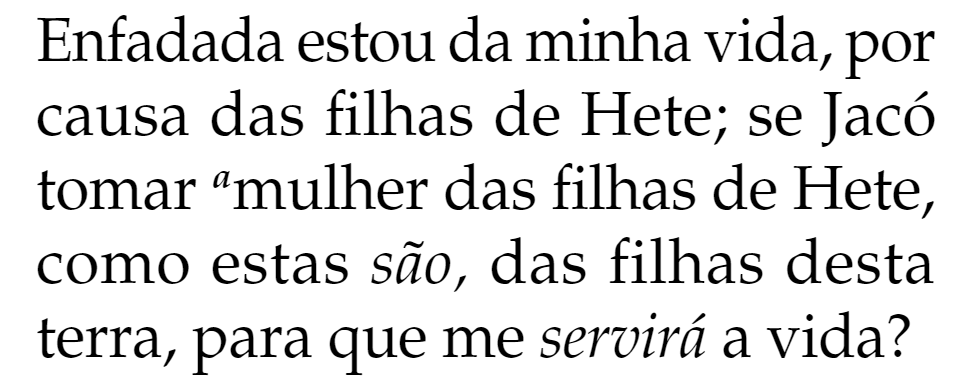 Enfadada estou da minha vida, por
causa das filhas de Hete; se Jacó
tomar ᵃmulher das filhas de Hete,
como estas são, das filhas desta
terra, para que me servirá a vida?